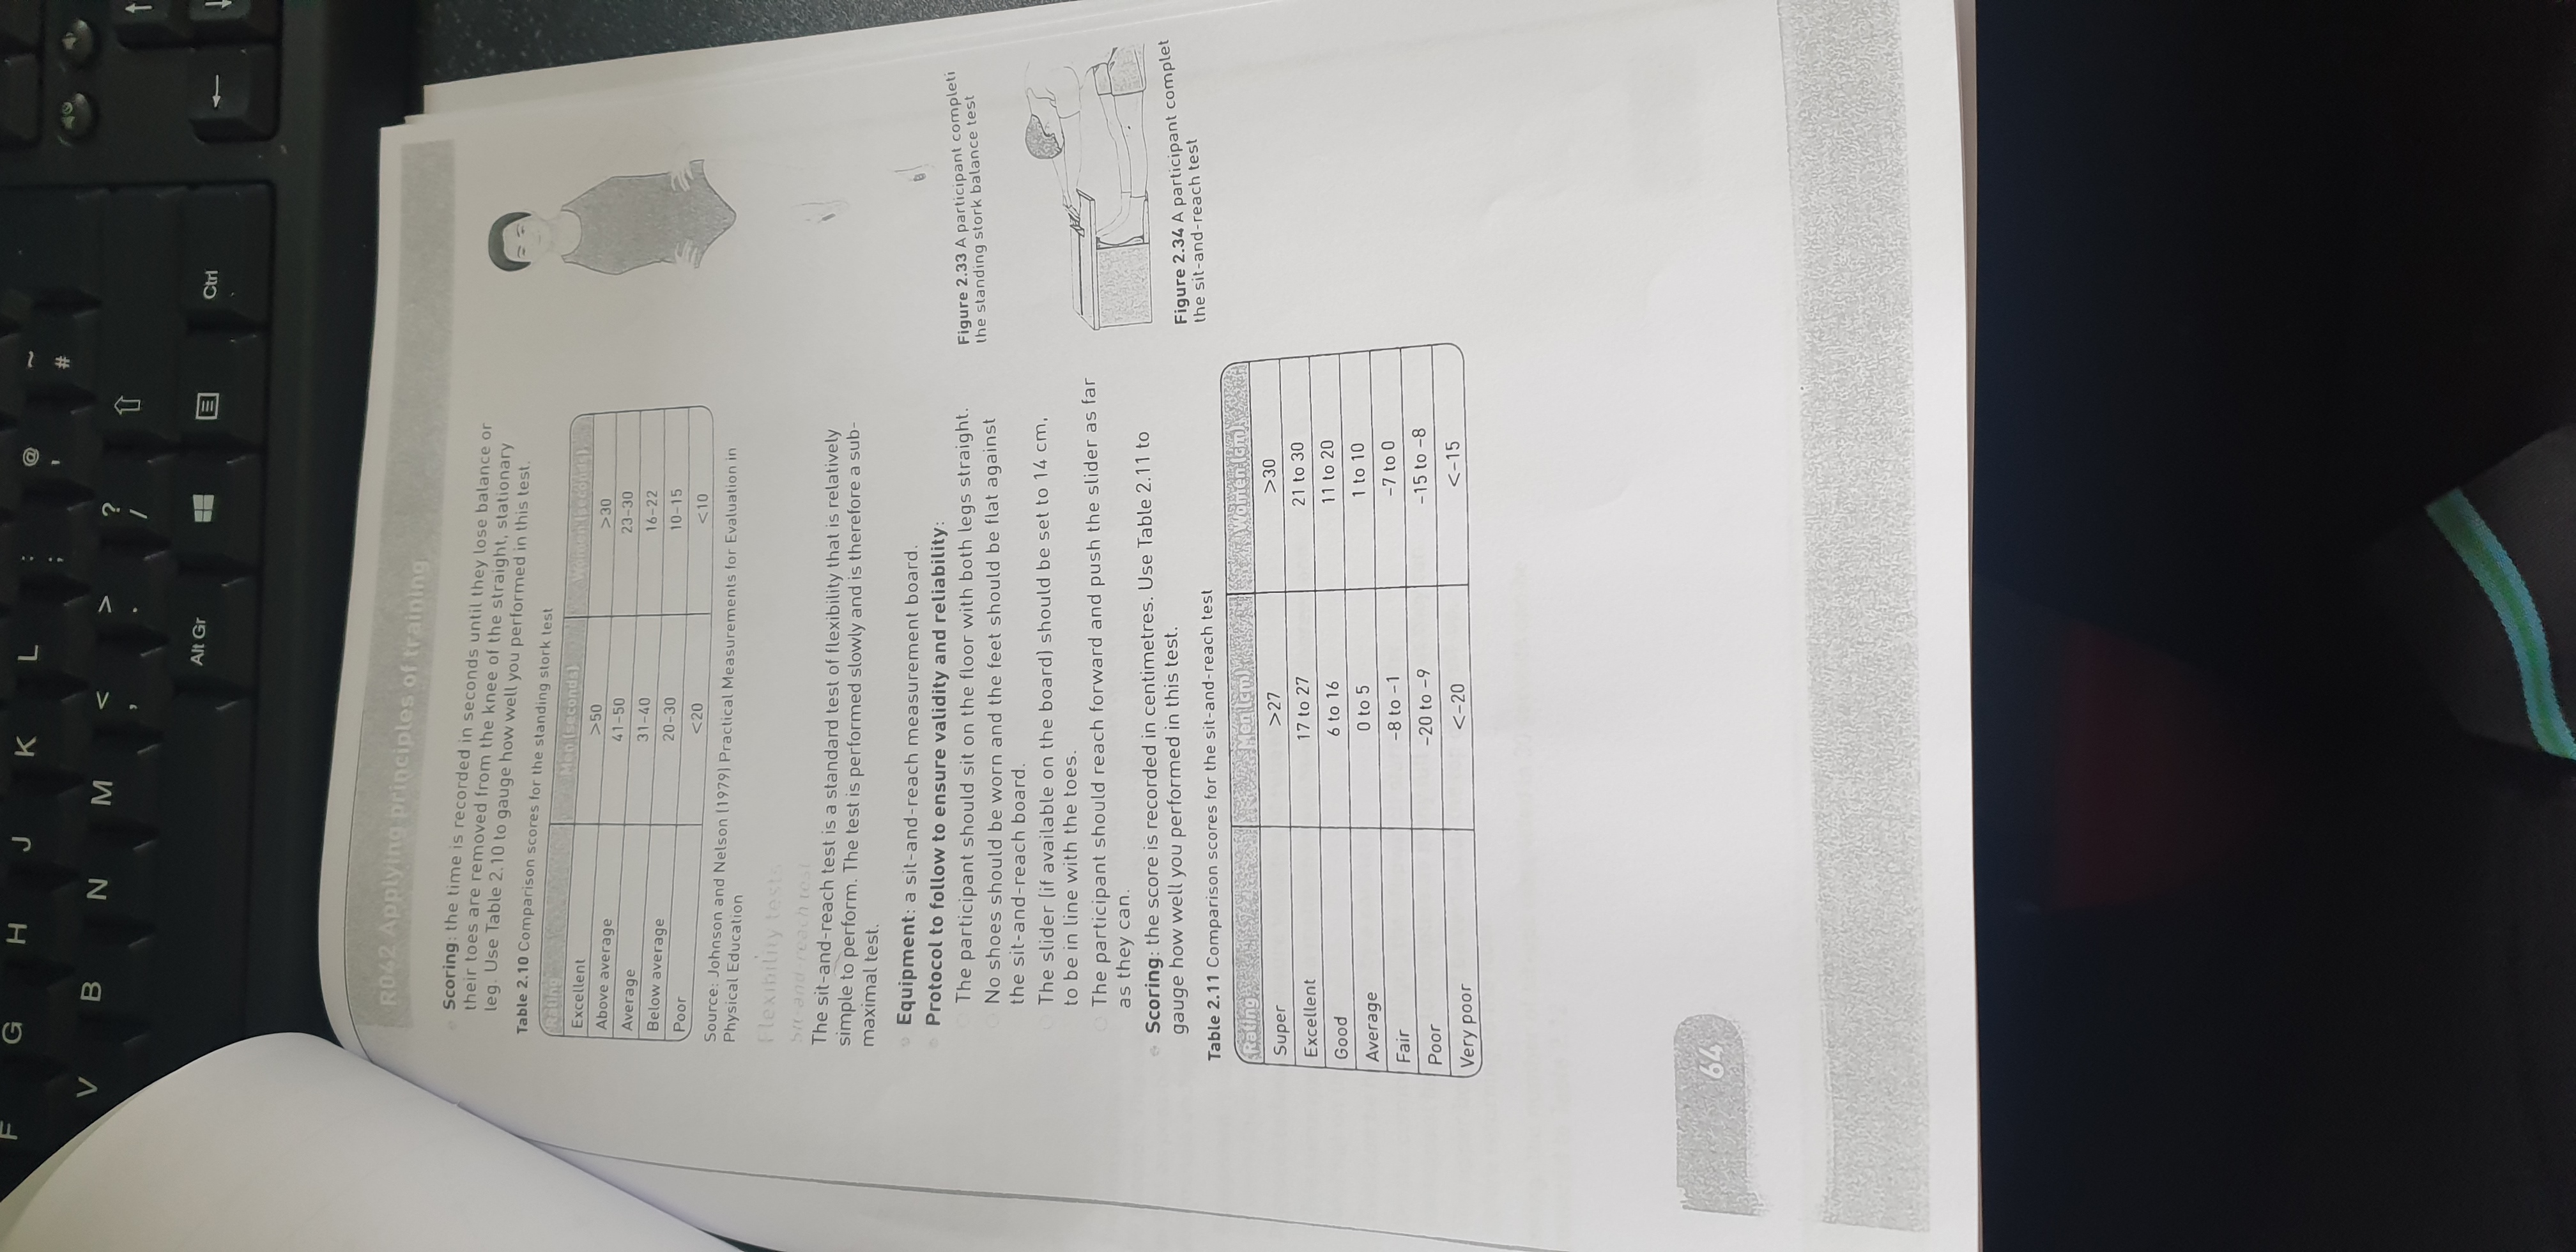 F G H J K L : ; @ ' ~ #
V B N M < , > . ? / ⇧ ↑
Alt Gr Ctrl ← ↓
R042 Applying principles of training
Scoring: the time is recorded in seconds until they lose balance or
their toes are removed from the knee of the straight, stationary
leg. Use Table 2.10 to gauge how well you performed in this test.
Table 2.10 Comparison scores for the standing stork test
Rating Men (seconds) Women (seconds)
Excellent >50 >30
Above average 41–50 23–30
Average 31–40 16–22
Below average 20–30 10–15
Poor <20 <10
Source: Johnson and Nelson (1979) Practical Measurements for Evaluation in
Physical Education
Flexibility tests
Sit-and-reach test
The sit-and-reach test is a standard test of flexibility that is relatively
simple to perform. The test is performed slowly and is therefore a sub-
maximal test.
Equipment: a sit-and-reach measurement board.
Protocol to follow to ensure validity and reliability:
The participant should sit on the floor with both legs straight.
No shoes should be worn and the feet should be flat against
the sit-and-reach board.
The slider (if available on the board) should be set to 14 cm,
to be in line with the toes.
The participant should reach forward and push the slider as far
as they can.
Scoring: the score is recorded in centimetres. Use Table 2.11 to
gauge how well you performed in this test.
Table 2.11 Comparison scores for the sit-and-reach test
Rating Men (cm) Women (cm)
Super >27 >30
Excellent 17 to 27 21 to 30
Good 6 to 16 11 to 20
Average 0 to 5 1 to 10
Fair –8 to –1 –7 to 0
Poor –20 to –9 –15 to –8
Very poor <–20 <–15
Figure 2.33 A participant completi
the standing stork balance test
Figure 2.34 A participant complet
the sit-and-reach test
64